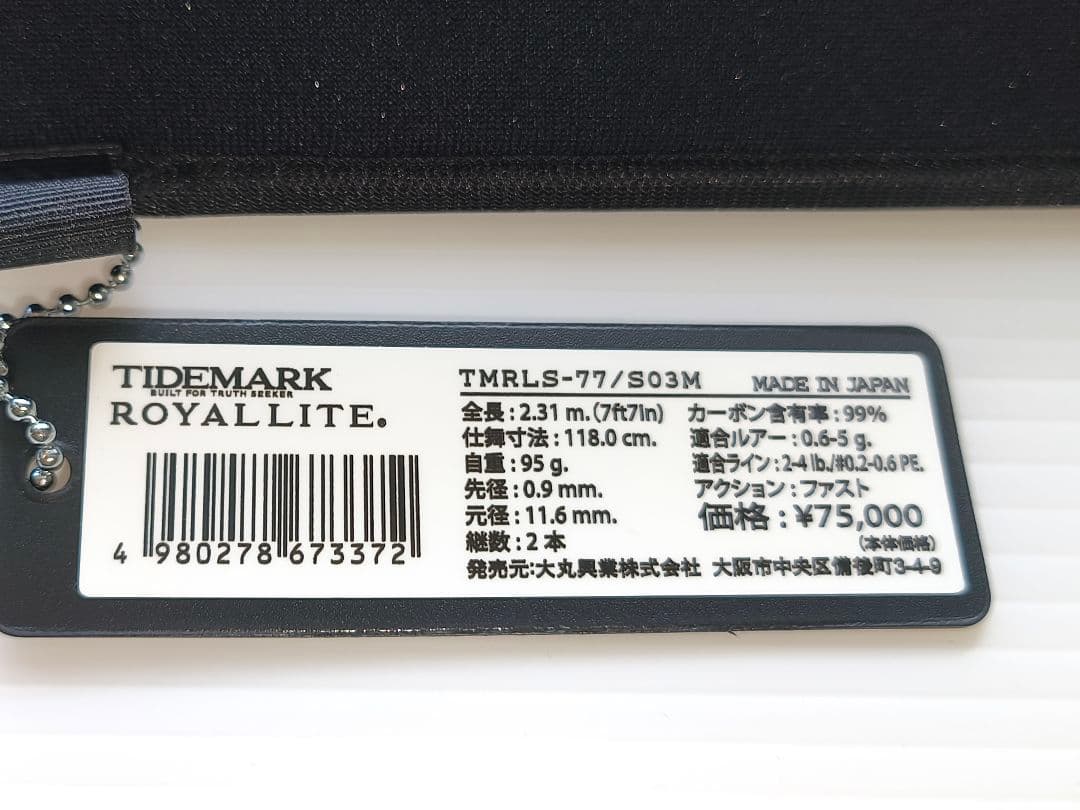 TIDEMARK
BUILT FOR TRUTH SEEKER
ROYALLITE.
4 980278 673372
TMRLS-77/S03M
MADE IN JAPAN
全長：2.31 m.(7ft7in)
仕舞寸法：118.0 cm.
自重：95 g.
先径：0.9 mm.
元径：11.6 mm.
継数：2 本
カーボン含有率：99%
適合ルアー：0.6-5 g.
適合ライン：2-4 lb./#0.2-0.6 PE.
アクション：ファスト
価格：¥75,000
(本体価格)
発売元:大丸興業株式会社 大阪市中央区備後町3-4-9